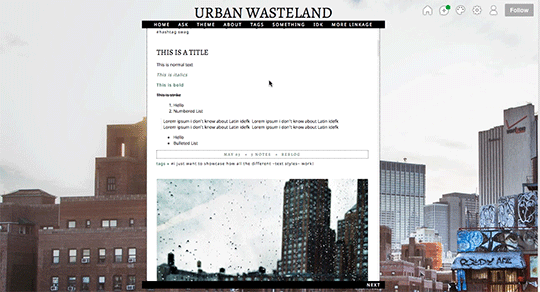 URBAN WASTELAND
Follow
HOME ASK THEME ABOUT TAGS SOMETHING IDK MORE LINKAGE
#hashtag swag
THIS IS A TITLE
This is normal text
This is italics
This is bold
This is strike
1. Hello
2. Numbered List
Lorem ipsum I don't know about Latin idefk Lorem ipsum I don't know about Latin idefk
Lorem ipsum I don't know about Latin idefk Lorem ipsum I don't know about Latin idefk
• Hello
• Bulleted List
NOTES + REBLOG
tags + #I just want to showcase how all the different ~text styles~ work!
NEXT